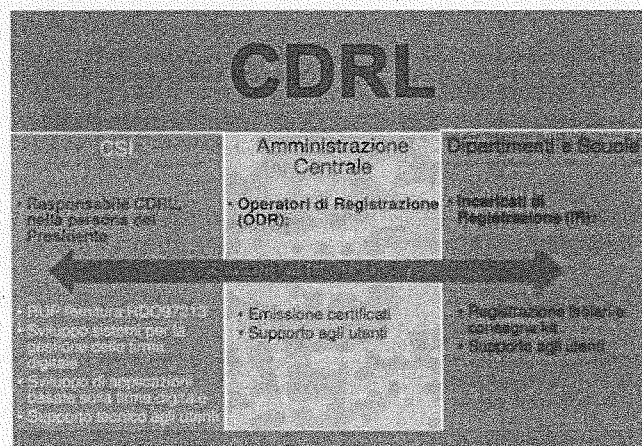 CDRL
CSI
Amministrazione
Centrale
Dipartimenti e Scuole
• Responsabile CDRL,
nella persona del
Presidente
• Operatori di Registrazione
(ODR);
• Incaricati di
Registrazione (IR);
• RUP fornitura
• Sviluppo sistemi per la
gestione della firma
digitale
• Sviluppo di applicazioni
basate sulla firma digitale
• Supporto tecnico agli utenti
• Emissione certificati
• Supporto agli utenti
• Registrazione titolari e
consegna kit
• Supporto agli utenti